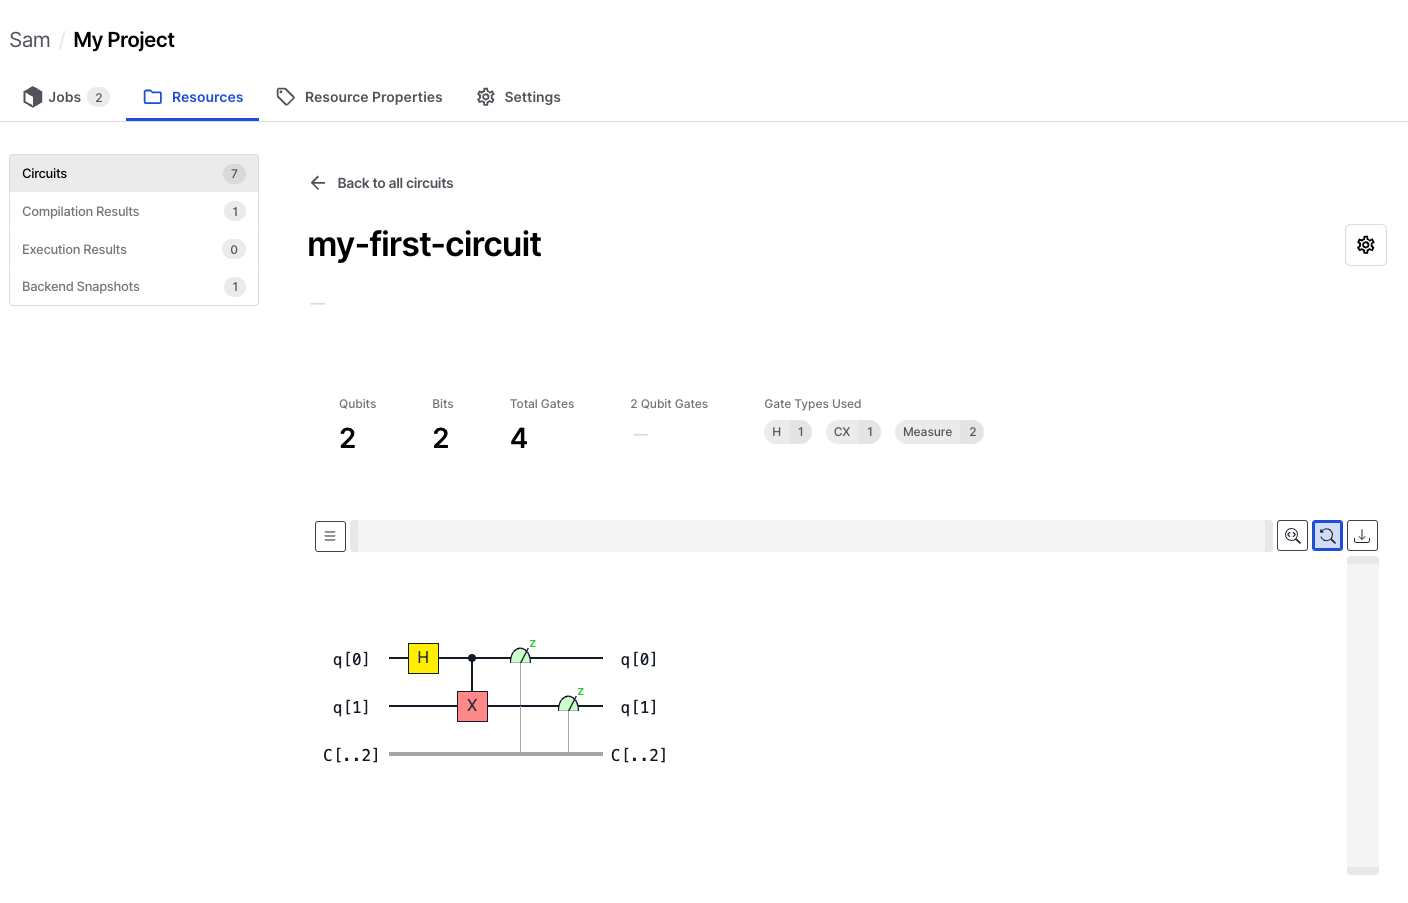 Sam / My Project
Jobs 2 Resources Resource Properties Settings
Circuits 7
Compilation Results 1
Execution Results 0
Backend Snapshots 1
Back to all circuits
my-first-circuit
—
Qubits Bits Total Gates 2 Qubit Gates Gate Types Used
2 2 4 — H 1 CX 1 Measure 2
q[0] H z q[0]
q[1] X z q[1]
C[..2] C[..2]